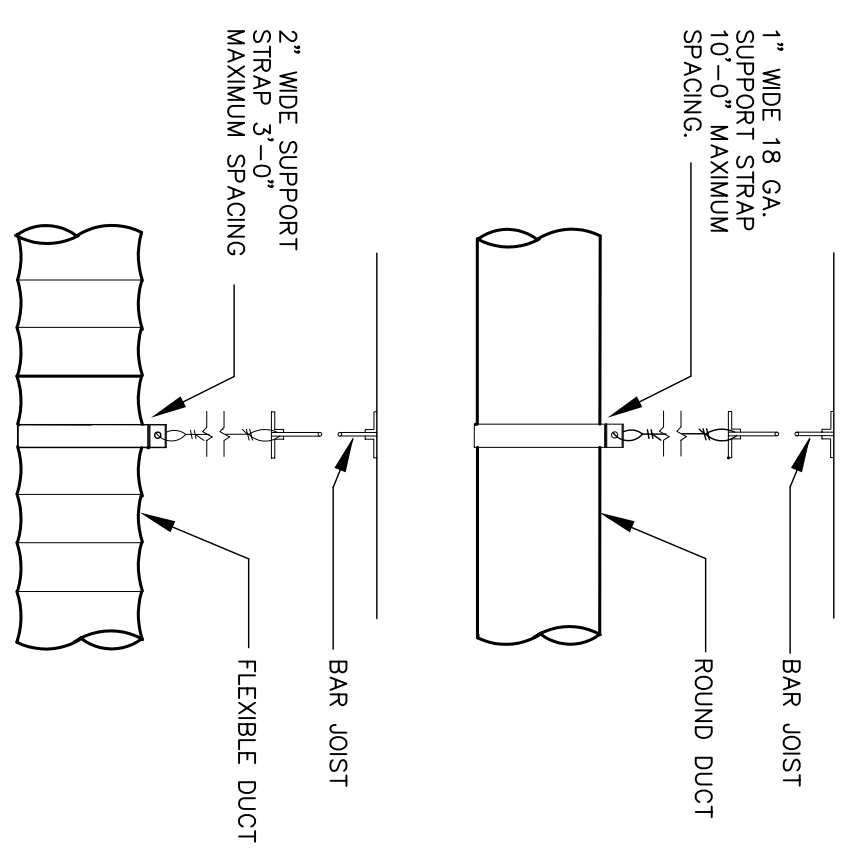 1" WIDE 18 GA.
SUPPORT STRAP
10'-0" MAXIMUM
SPACING.
BAR JOIST
ROUND DUCT
2" WIDE SUPPORT
STRAP 3'-0"
MAXIMUM SPACING
BAR JOIST
FLEXIBLE DUCT